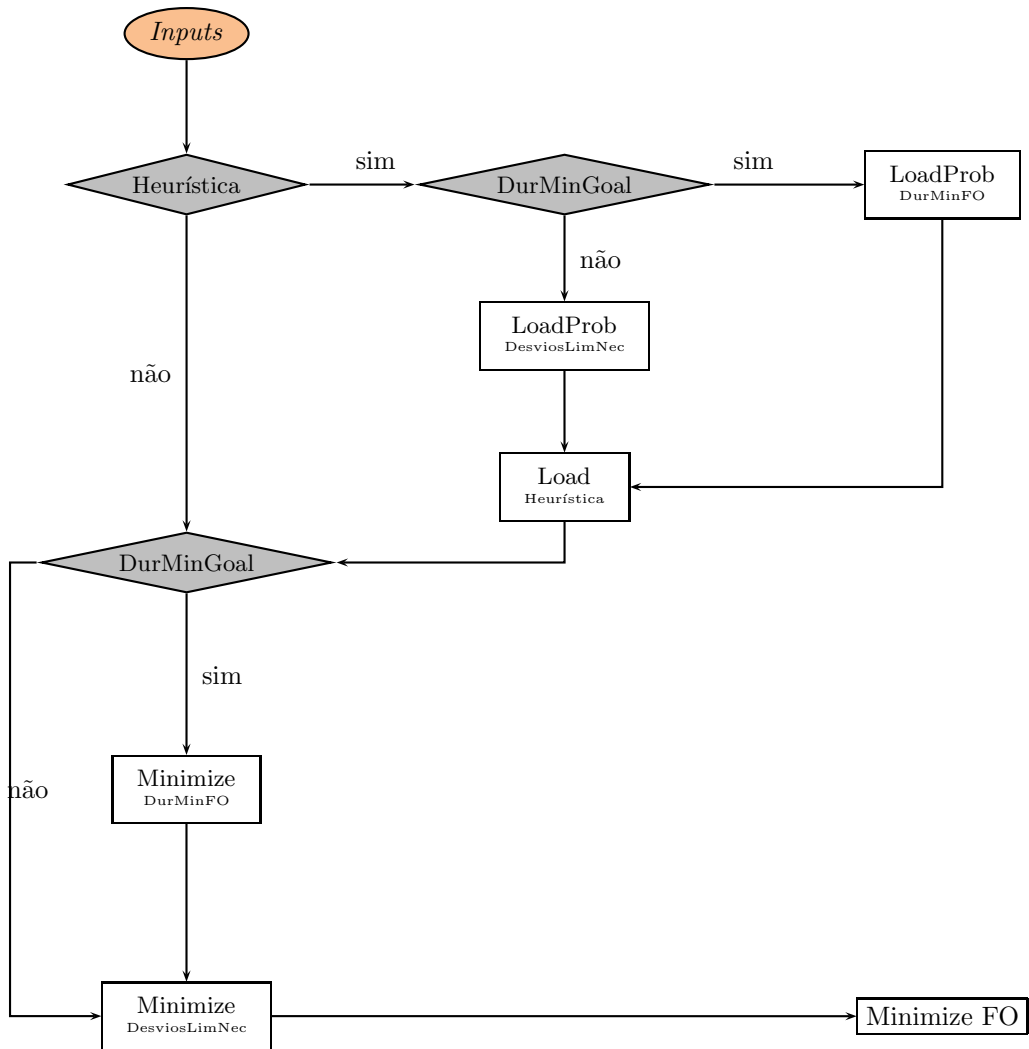 Inputs
sim
sim
Heurística
DurMinGoal
LoadProb
DurMinFO
não
LoadProb
DesviosLimNec
não
Load
Heurística
DurMinGoal
sim
Minimize
DurMinFO
não
Minimize
DesviosLimNec
Minimize FO